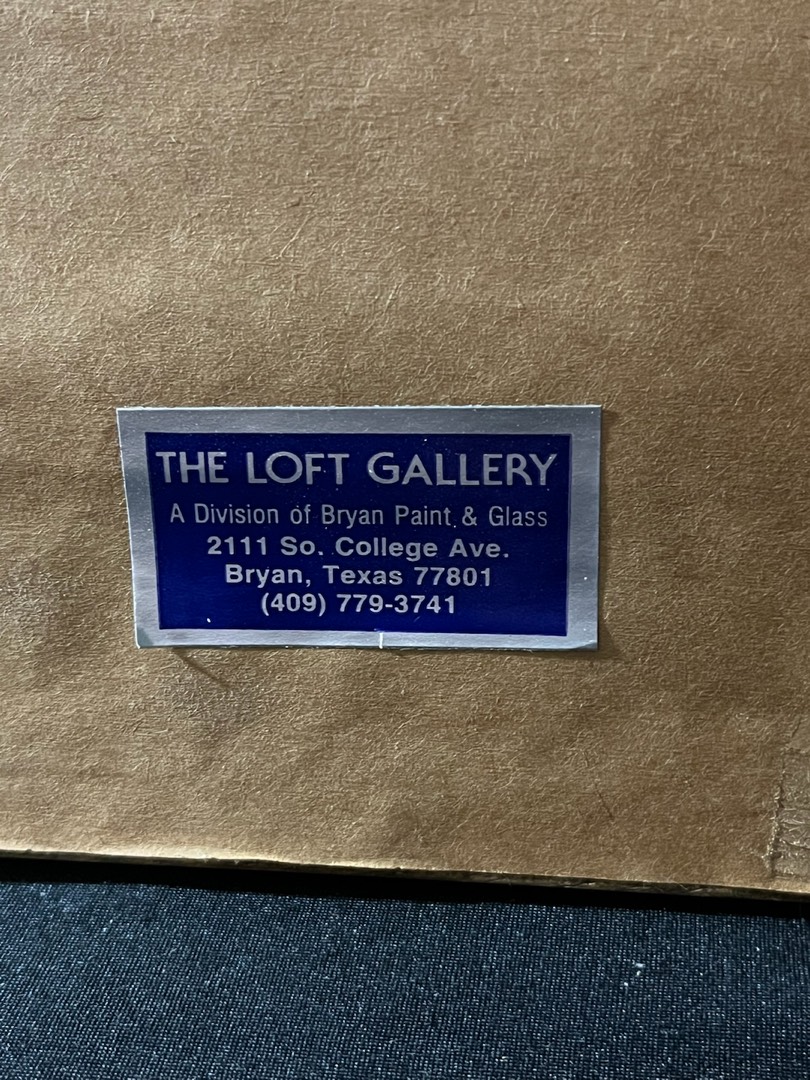 THE LOFT GALLERY
A Division of Bryan Paint & Glass
2111 So. College Ave.
Bryan, Texas 77801
(409) 779-3741